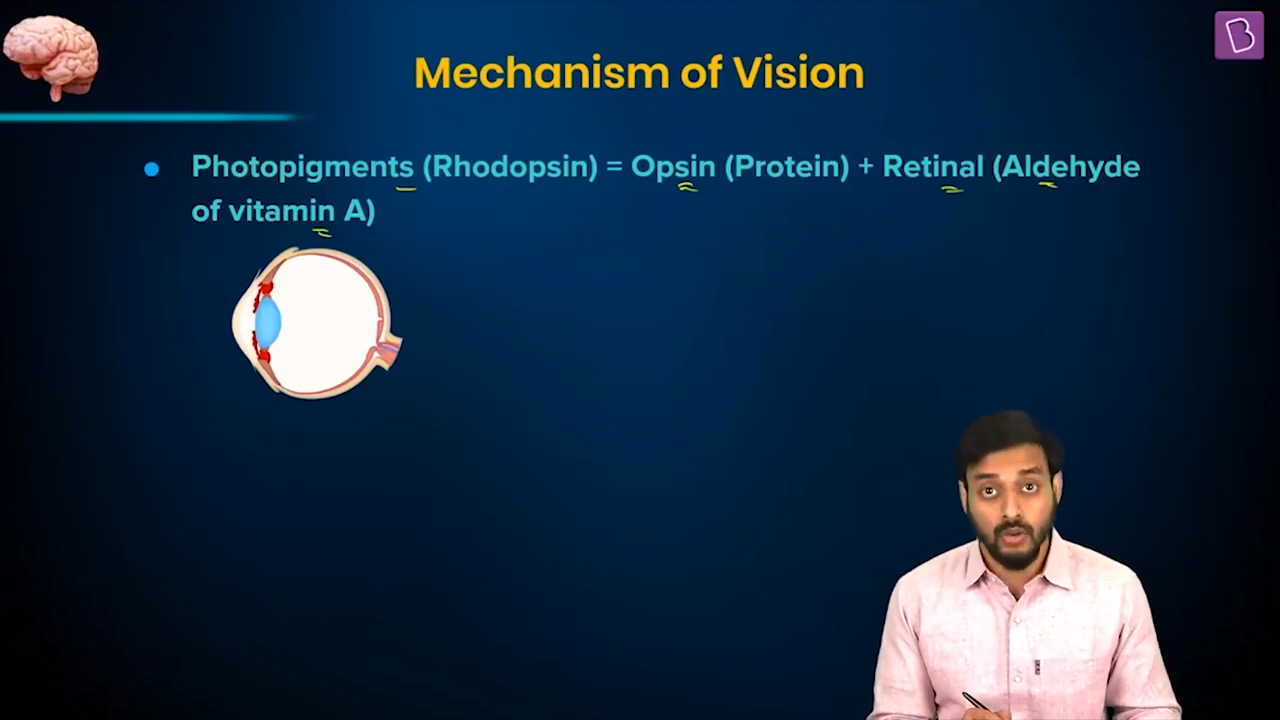 B
Mechanism of Vision
Photopigments (Rhodopsin) = Opsin (Protein) + Retinal (Aldehyde
of vitamin A)